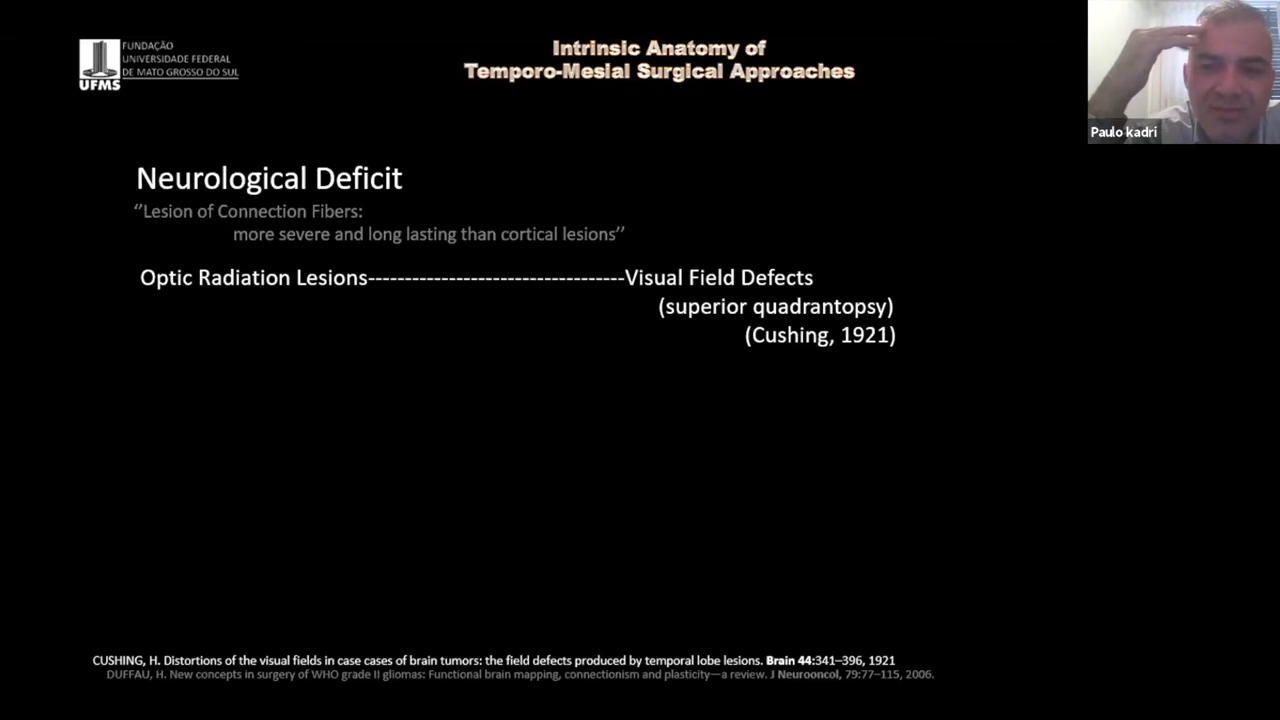 FUNDAÇÃO
UNIVERSIDADE FEDERAL
DE MATO GROSSO DO SUL
UFMS
Intrinsic Anatomy of
Temporo-Mesial Surgical Approaches
Paulo kadri
Neurological Deficit
‘’Lesion of Connection Fibers:
more severe and long lasting than cortical lesions’’
Optic Radiation Lesions-----------------------------------Visual Field Defects
(superior quadrantopsy)
(Cushing, 1921)
CUSHING, H. Distortions of the visual fields in case cases of brain tumors: the field defects produced by temporal lobe lesions. Brain 44:341–396, 1921
DUFFAU, H. New concepts in surgery of WHO grade II gliomas: Functional brain mapping, connectionism and plasticity—a review. J Neurooncol, 79:77–115, 2006.